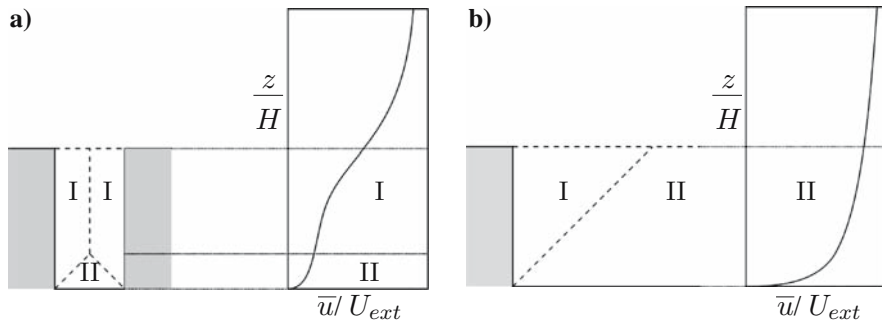 a)
z
H
I I I
II II
u̅/ U_ext
b)
z
H
I II II
u̅/ U_ext